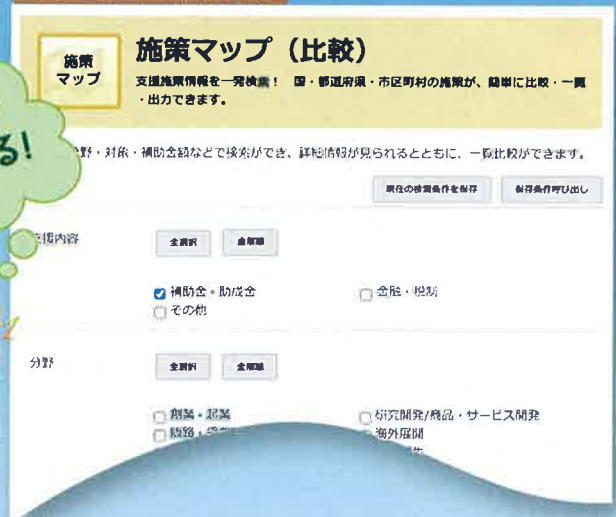 施策
マップ
施策マップ（比較）
支援施策情報を一発検索！ 国・都道府県・市区町村の施策が、簡単に比較・一覧
・出力できます。
る！
野・対象・補助金額などで検索ができ、詳細情報が見られるとともに、一覧比較ができます。
現在の検索条件を保存 保存条件呼び出し
支援内容 全選択 全解除
補助金・助成金 金融・税制
その他
分野 全選択 全解除
創業・起業 研究開発/商品・サービス開発
販路・ 海外展開